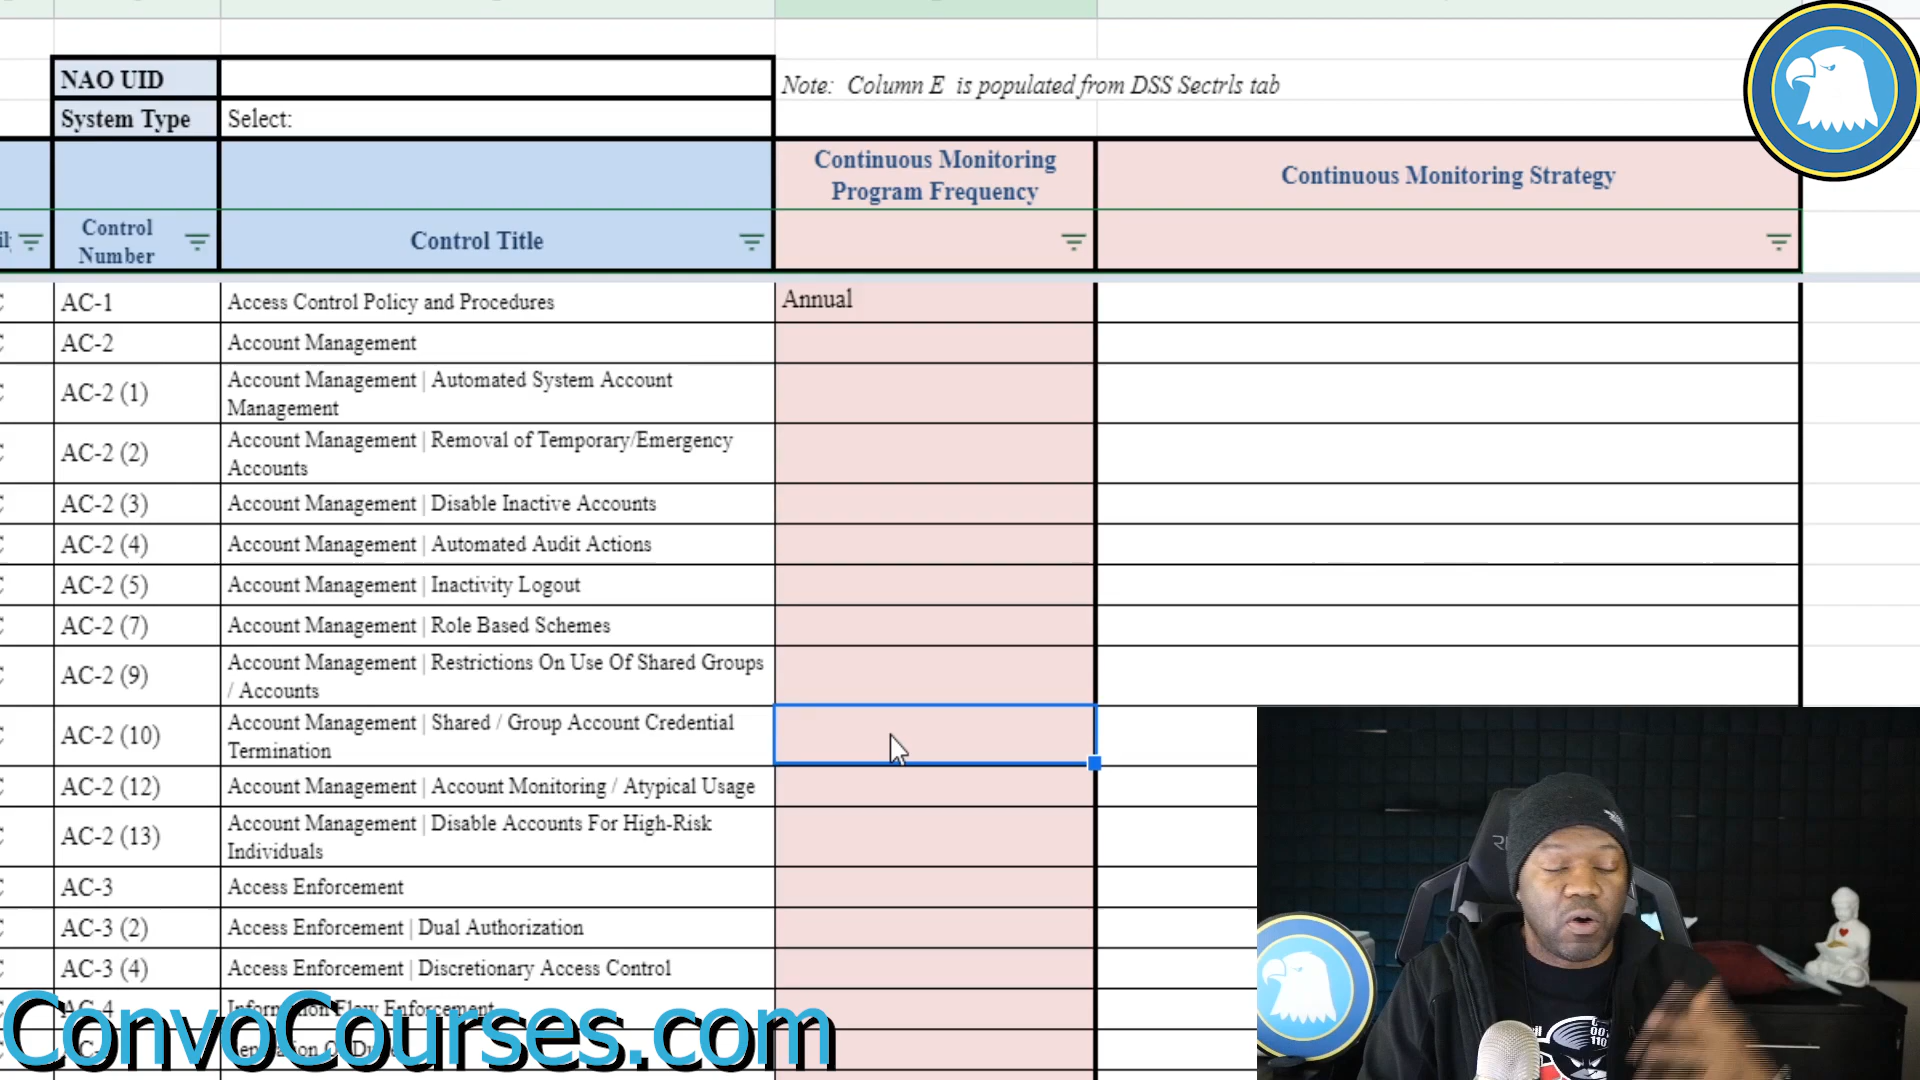 NAO UID
Note: Column E is populated from DSS Sectrls tab
System Type
Select:
Continuous Monitoring
Program Frequency
Continuous Monitoring Strategy
Control
Number
Control Title
AC-1
Access Control Policy and Procedures
Annual
AC-2
Account Management
AC-2 (1)
Account Management | Automated System Account
Management
AC-2 (2)
Account Management | Removal of Temporary/Emergency
Accounts
AC-2 (3)
Account Management | Disable Inactive Accounts
AC-2 (4)
Account Management | Automated Audit Actions
AC-2 (5)
Account Management | Inactivity Logout
AC-2 (7)
Account Management | Role Based Schemes
AC-2 (9)
Account Management | Restrictions On Use Of Shared Groups
/ Accounts
AC-2 (10)
Account Management | Shared / Group Account Credential
Termination
AC-2 (12)
Account Management | Account Monitoring / Atypical Usage
AC-2 (13)
Account Management | Disable Accounts For High-Risk
Individuals
AC-3
Access Enforcement
AC-3 (2)
Access Enforcement | Dual Authorization
AC-3 (4)
Access Enforcement | Discretionary Access Control
AC-4
Information Flow Enforcement
ConvoCourses.com